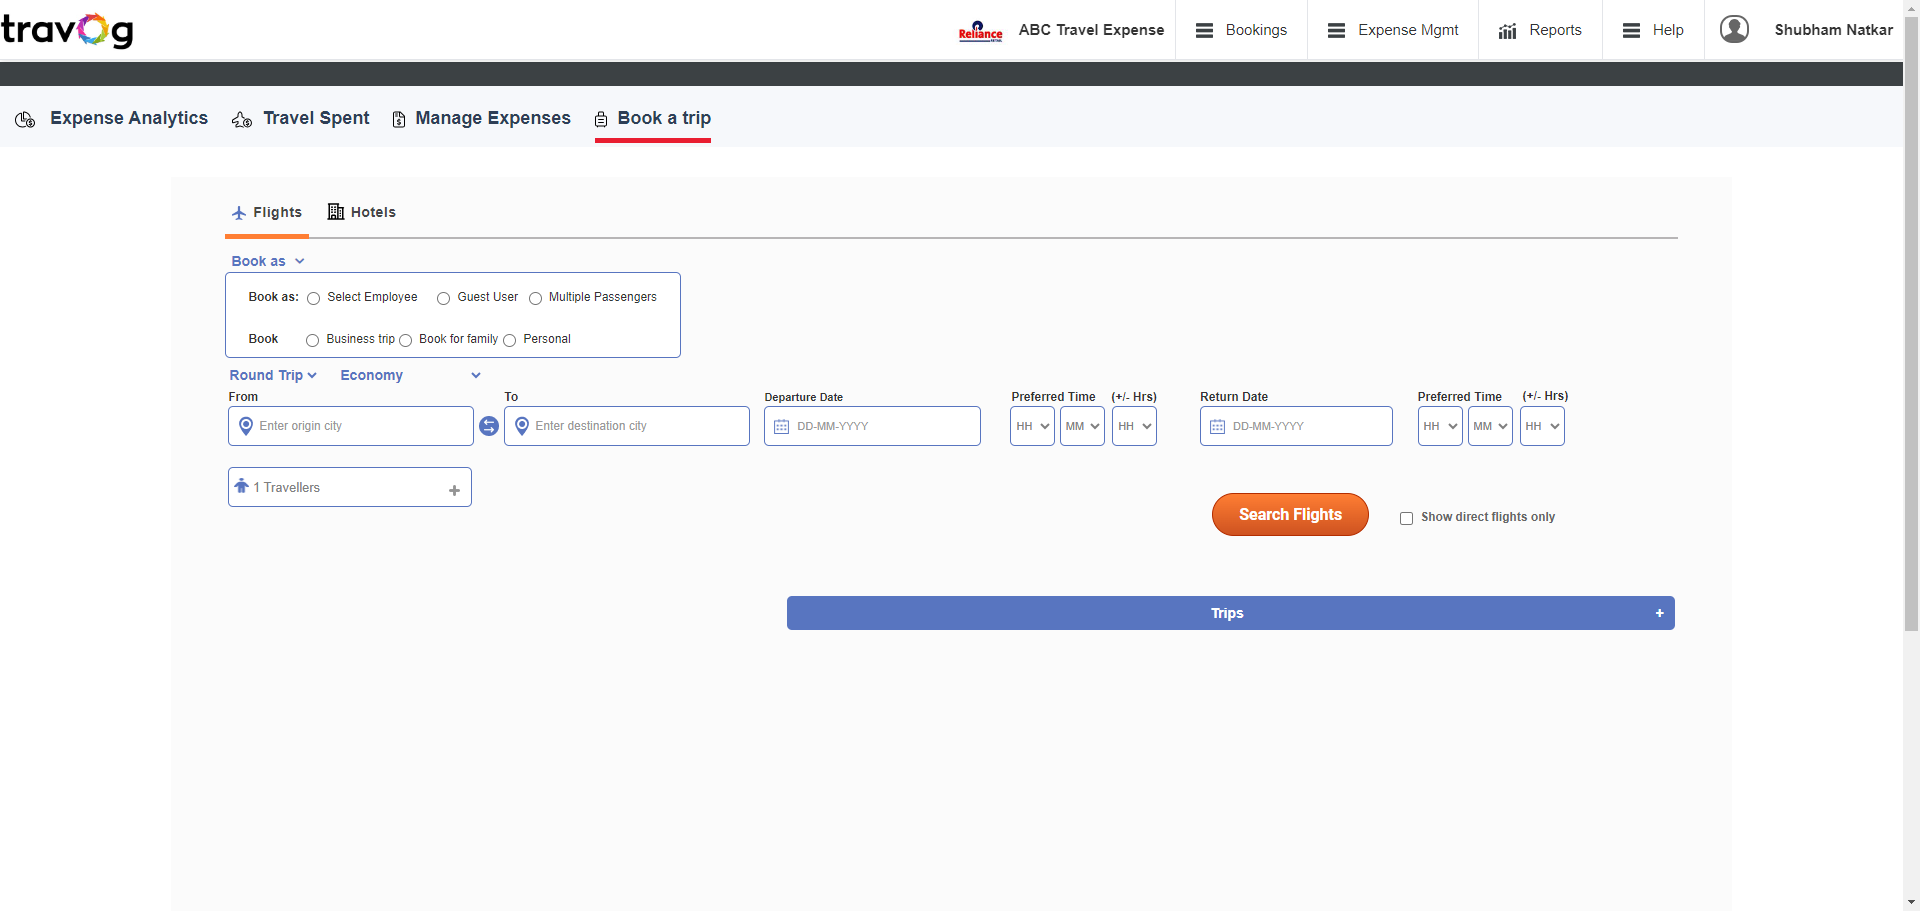 travog
Reliance
ABC Travel Expense
Bookings
Expense Mgmt
Reports
Help
Shubham Natkar
Expense Analytics
Travel Spent
Manage Expenses
Book a trip
Flights
Hotels
Book as
Book as: Select Employee Guest User Multiple Passengers
Book Business trip Book for family Personal
Round Trip Economy
From To Departure Date Preferred Time (+/- Hrs) Return Date Preferred Time (+/- Hrs)
Enter origin city Enter destination city DD-MM-YYYY HH MM HH DD-MM-YYYY HH MM HH
1 Travellers +
Search Flights Show direct flights only
Trips +